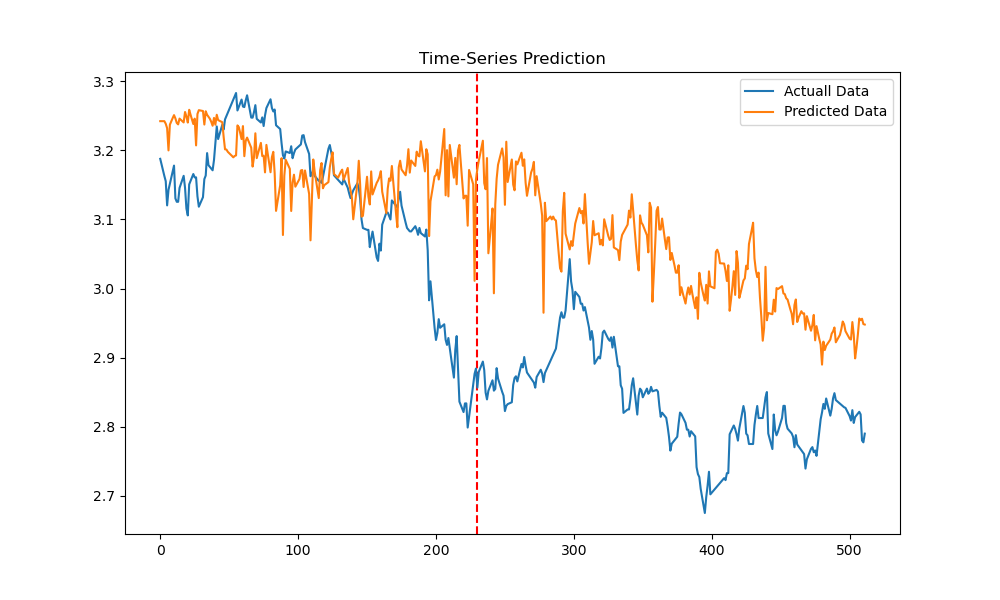 Time-Series Prediction
Actuall Data
Predicted Data
3.3
3.2
3.1
3.0
2.9
2.8
2.7
0 100 200 300 400 500